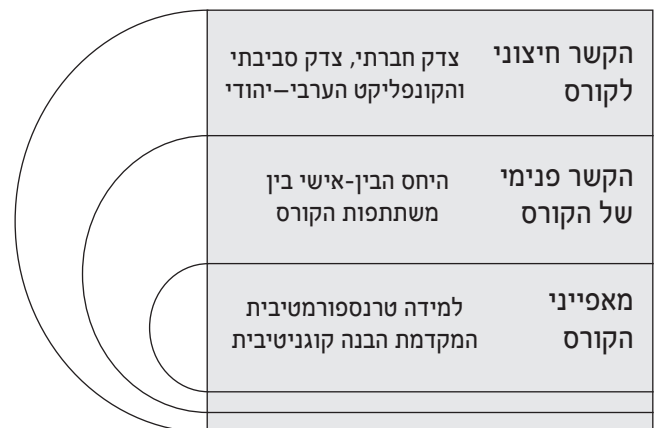 הקשר חיצוני
לקורס
צדק חברתי, צדק סביבתי
והקונפליקט הערבי–יהודי
הקשר פנימי
של הקורס
היחס הבין-אישי בין
משתתפות הקורס
מאפייני
הקורס
למידה טרנספורמטיבית
המקדמת הבנה קוגניטיבית